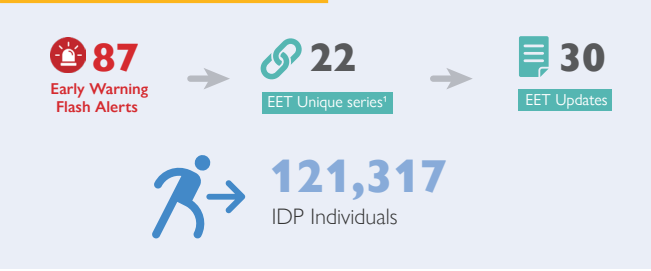 87
Early Warning
Flash Alerts
22
EET Unique series¹
30
EET Updates
121,317
IDP Individuals